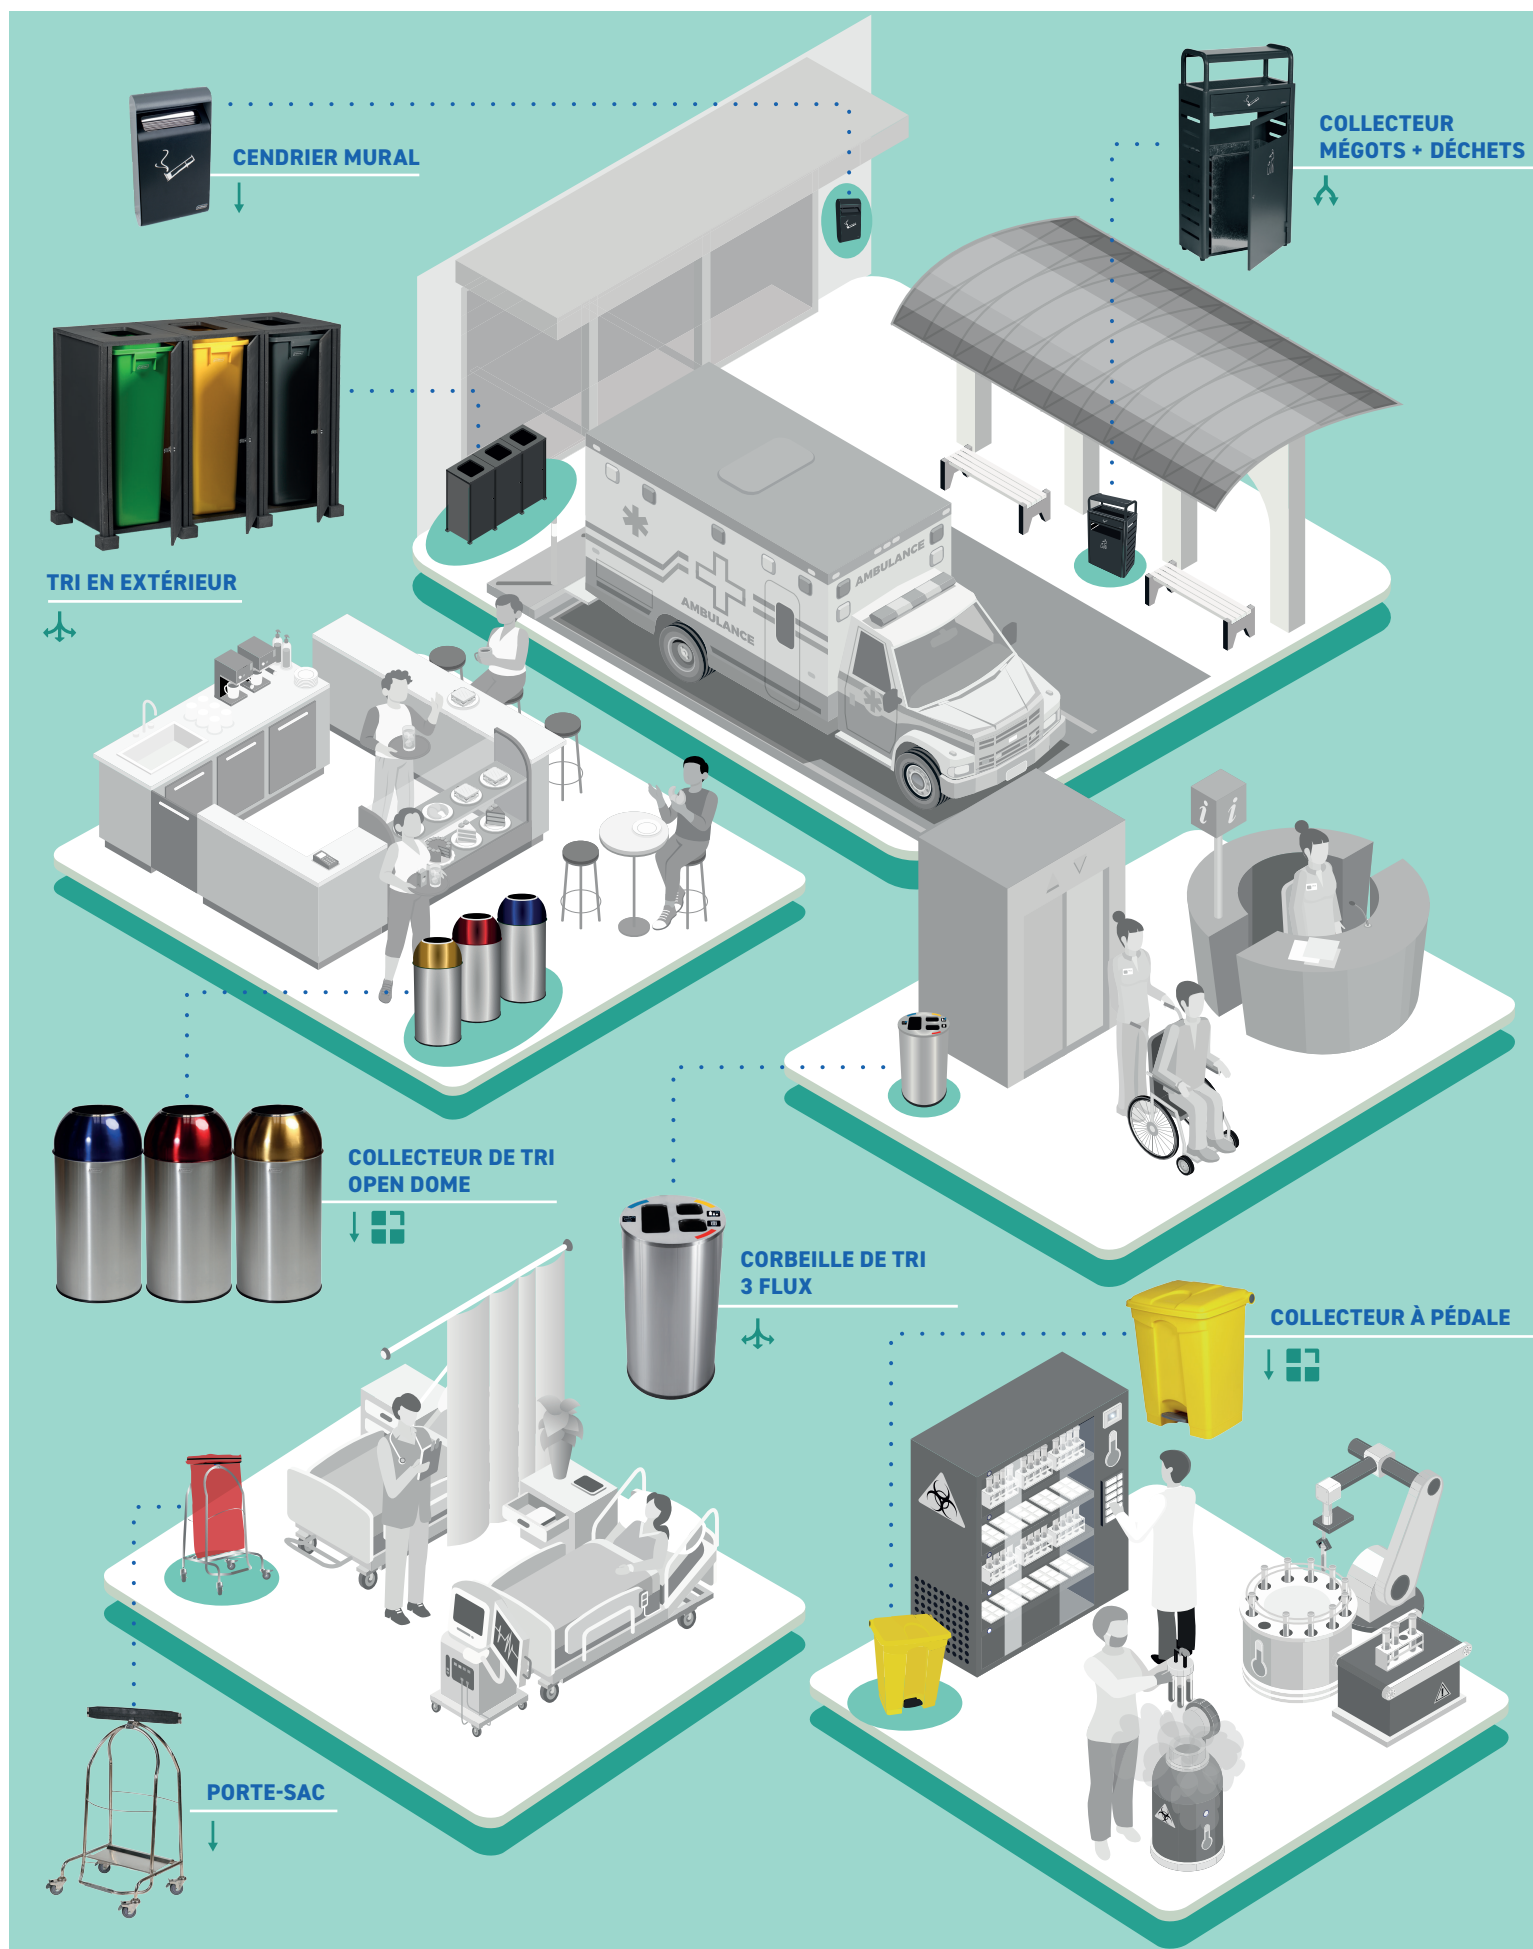 CENDRIER MURAL
COLLECTEUR
MÉGOTS + DÉCHETS
TRI EN EXTÉRIEUR
AMBULANCE
AMBULANCE
i i
COLLECTEUR DE TRI
OPEN DOME
CORBEILLE DE TRI
3 FLUX
COLLECTEUR À PÉDALE
PORTE-SAC